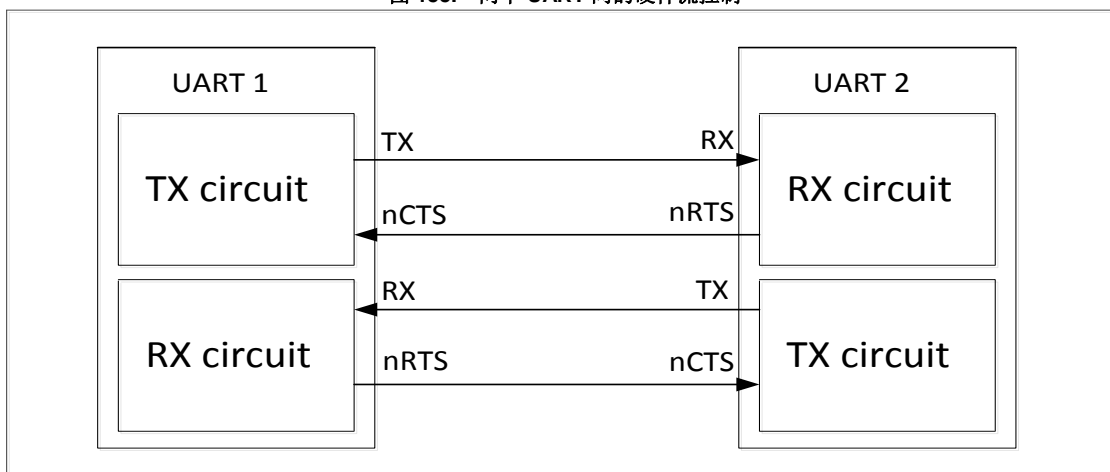 UART 1
UART 2
TX
RX
TX circuit
RX circuit
nCTS
nRTS
RX
TX
RX circuit
TX circuit
nRTS
nCTS